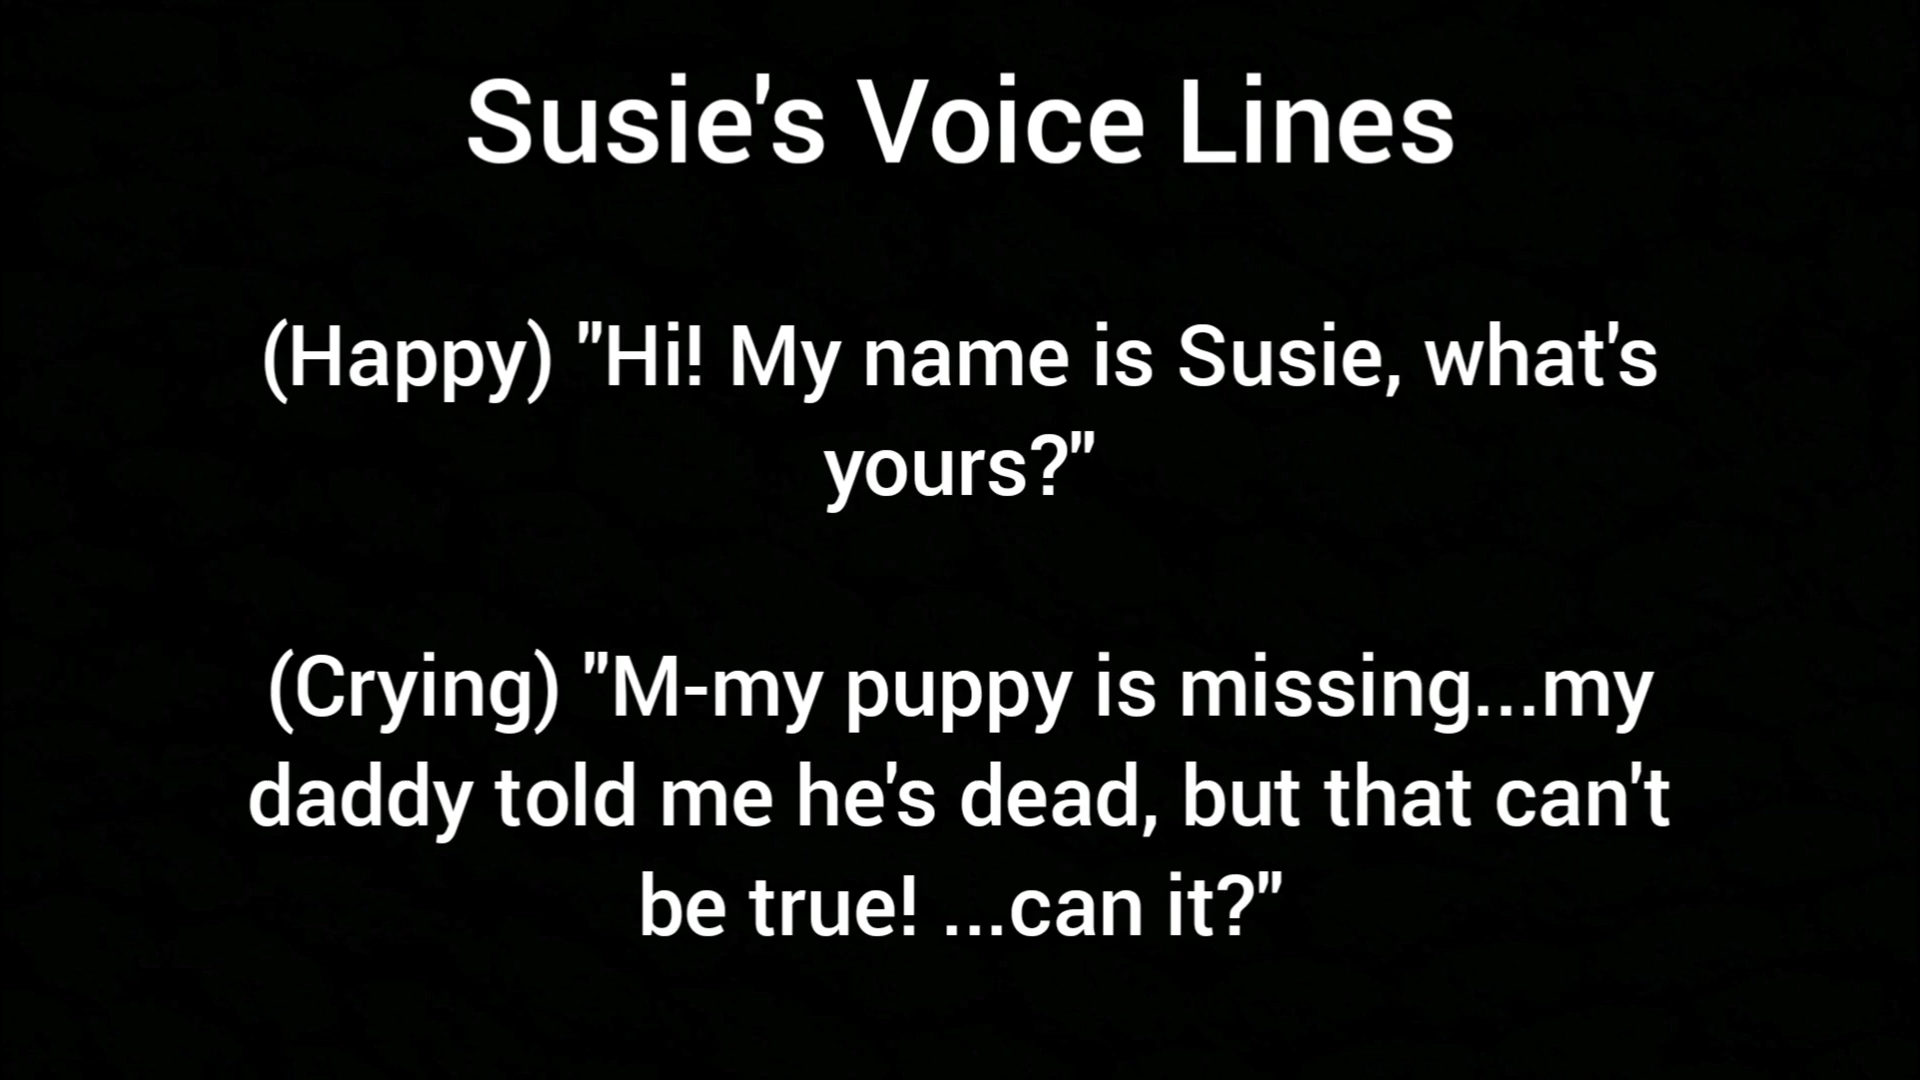 Susie's Voice Lines
(Happy) "Hi! My name is Susie, what's
yours?"
(Crying) "M-my puppy is missing...my
daddy told me he's dead, but that can't
be true! ...can it?"